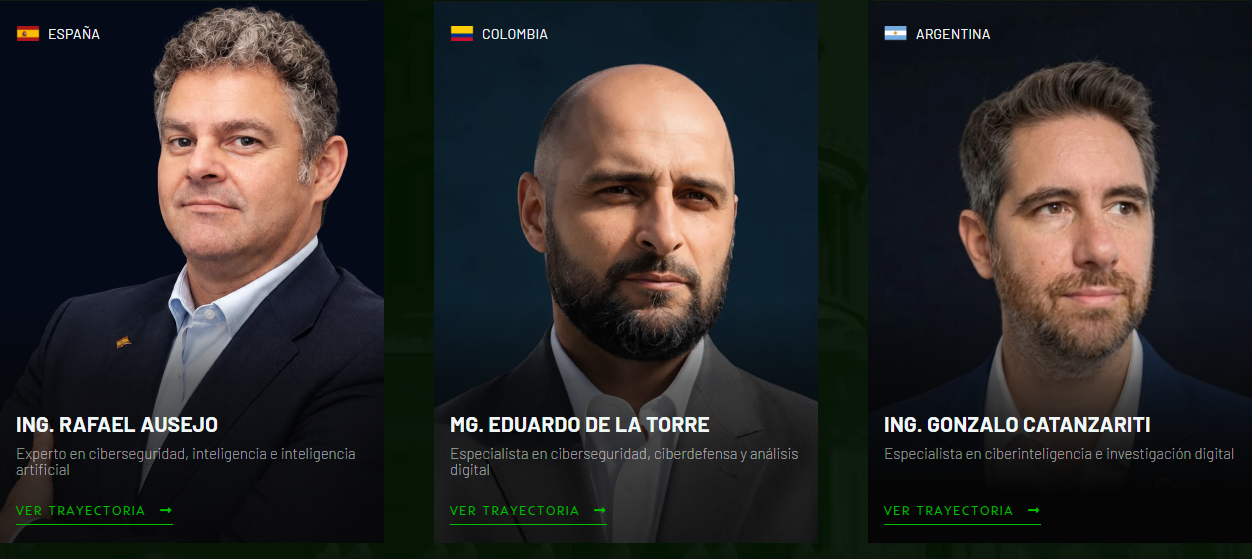 ESPAÑA
ING. RAFAEL AUSEJO
Experto en ciberseguridad, inteligencia e inteligencia
artificial
VER TRAYECTORIA →
COLOMBIA
MG. EDUARDO DE LA TORRE
Especialista en ciberseguridad, ciberdefensa y análisis
digital
VER TRAYECTORIA →
ARGENTINA
ING. GONZALO CATANZARITI
Especialista en ciberinteligencia e investigación digital
VER TRAYECTORIA →